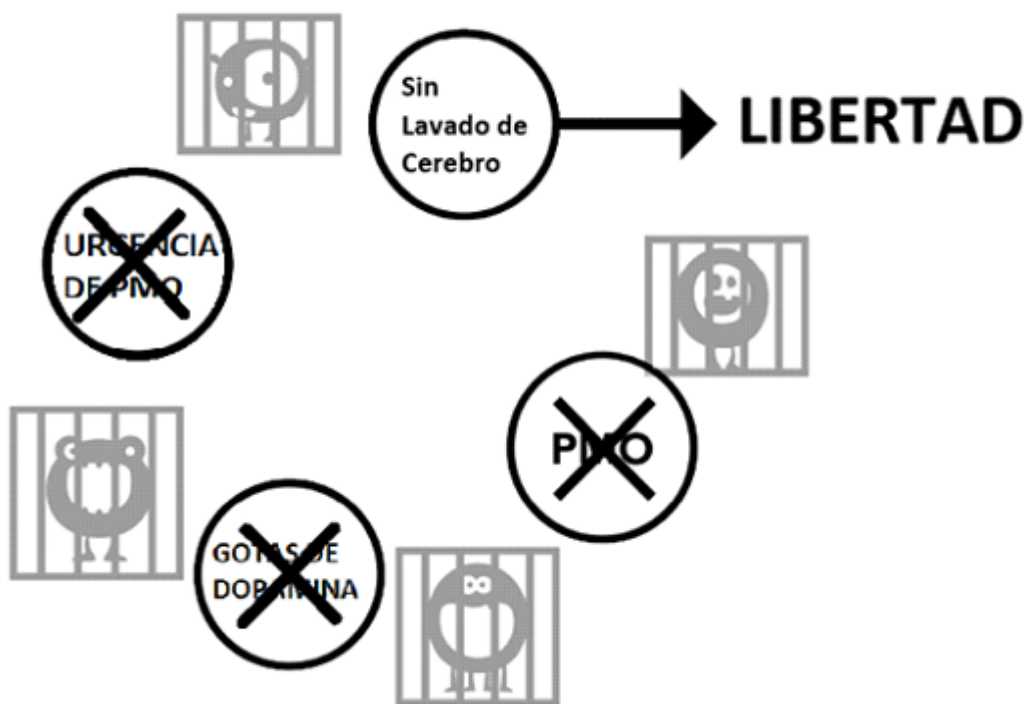 Sin
Lavado de
Cerebro
LIBERTAD
URGENCIA
DE PMO
PMO
GOTAS DE
DOPAMINA